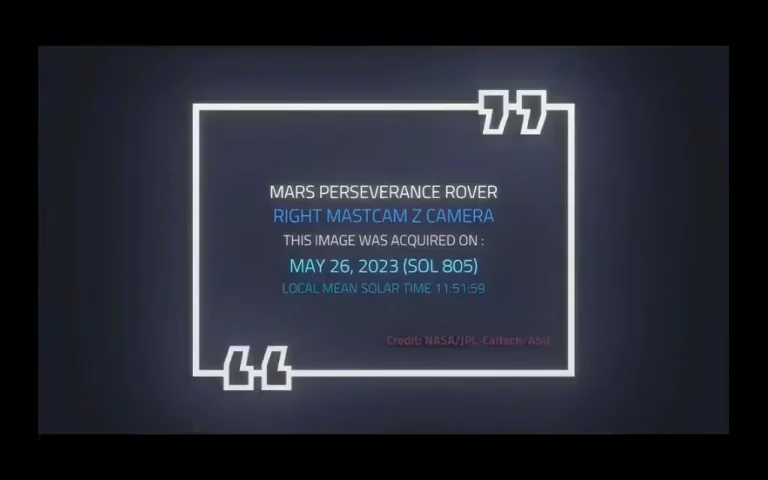 MARS PERSEVERANCE ROVER
RIGHT MASTCAM Z CAMERA
THIS IMAGE WAS ACQUIRED ON :
MAY 26, 2023 (SOL 805)
LOCAL MEAN SOLAR TIME 11:51:59
Credit: NASA/JPL-Caltech/ASU